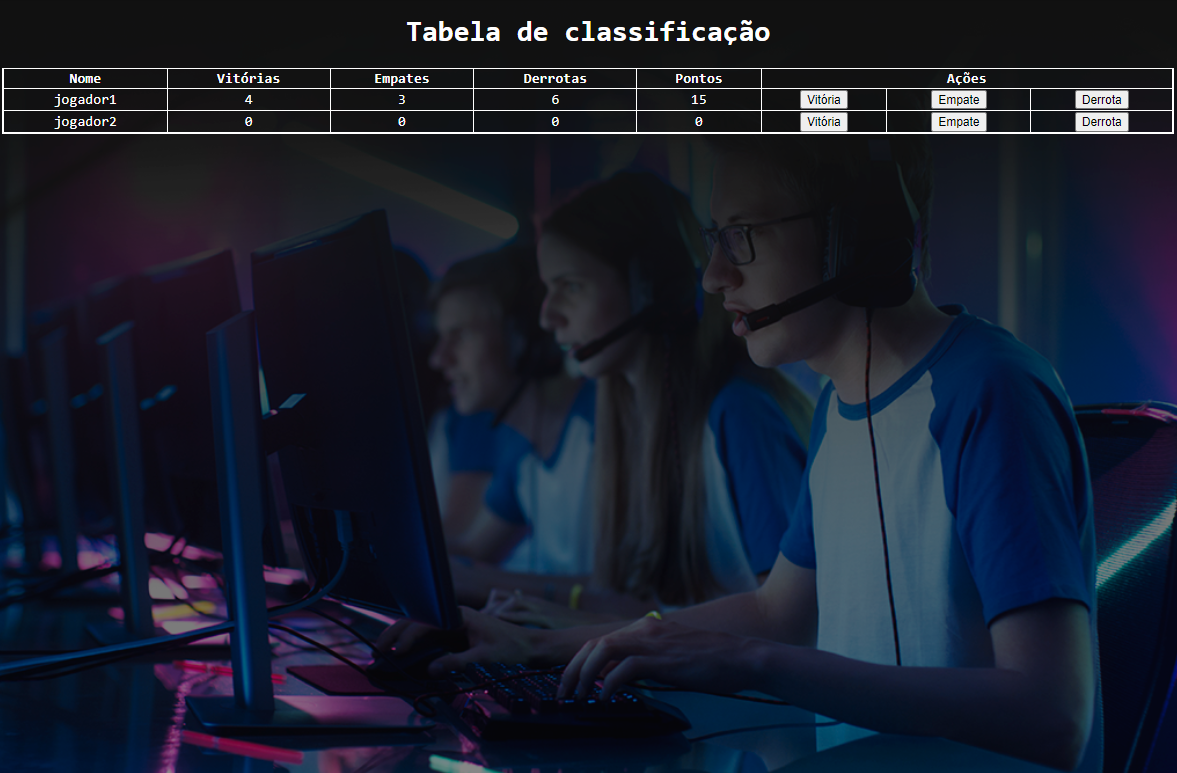 Tabela de classificação
Nome Vitórias Empates Derrotas Pontos Ações
jogador1 4 3 6 15 Vitória Empate Derrota
jogador2 0 0 0 0 Vitória Empate Derrota